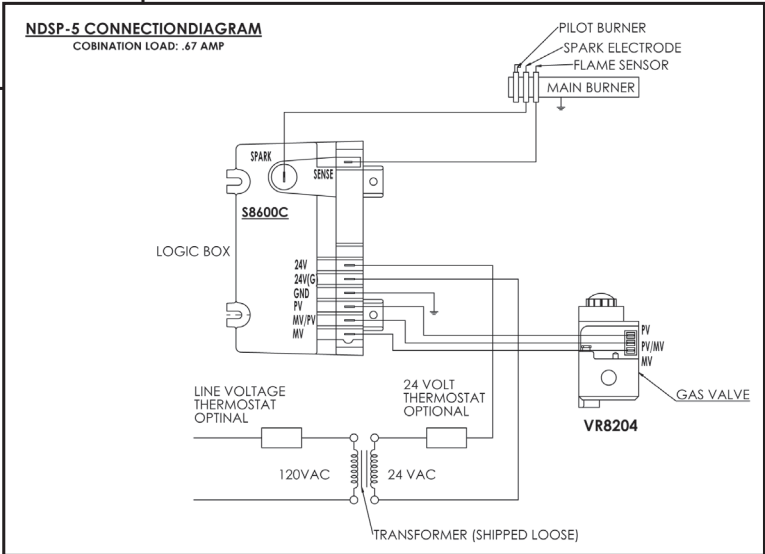 NDSP-5 CONNECTIONDIAGRAM
COBINATION LOAD: .67 AMP
PILOT BURNER
SPARK ELECTRODE
FLAME SENSOR
MAIN BURNER
SPARK
SENSE
S8600C
LOGIC BOX
24V
24V(G
GND
PV
MV/PV
MV
PV
PV/MV
MV
GAS VALVE
VR8204
LINE VOLTAGE
THERMOSTAT
OPTINAL
24 VOLT
THERMOSTAT
OPTIONAL
120VAC
24 VAC
TRANSFORMER (SHIPPED LOOSE)